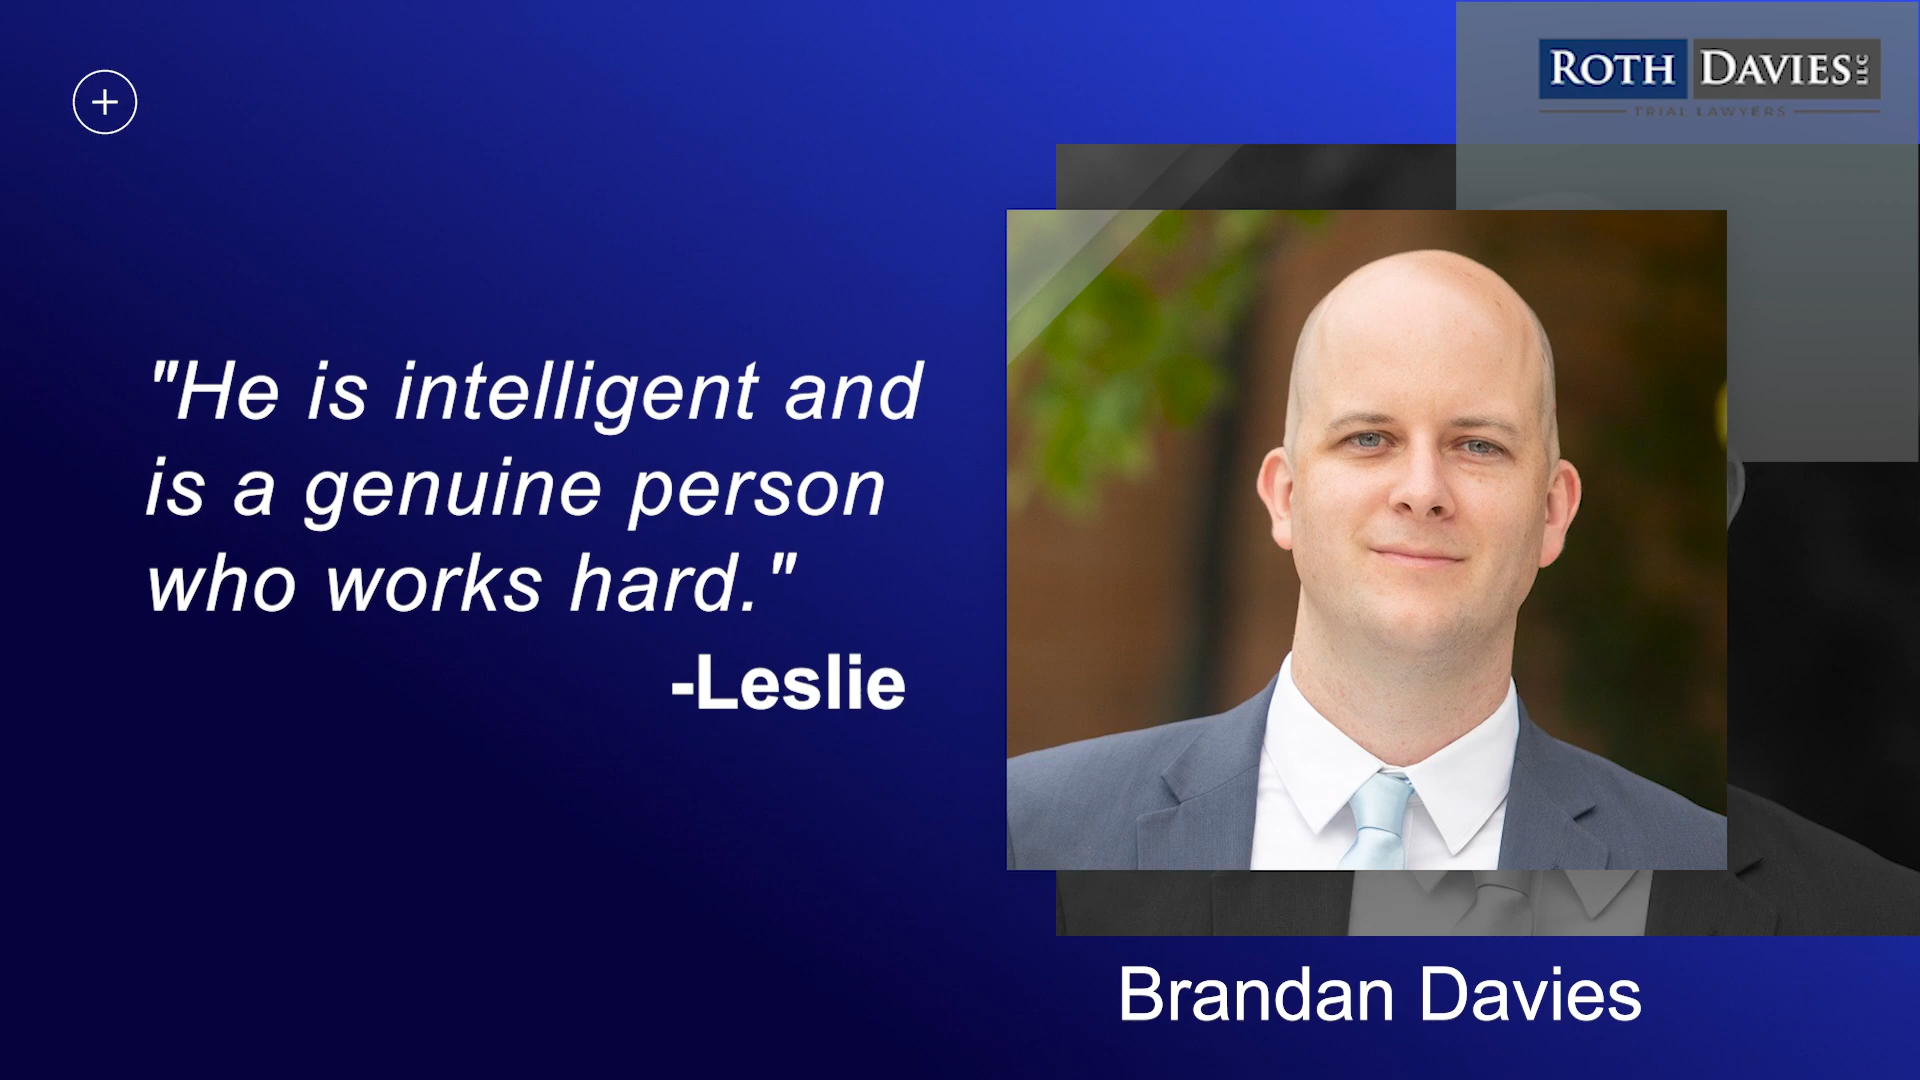 ROTH DAVIES LLC
TRIAL LAWYERS
"He is intelligent and
is a genuine person
who works hard."
-Leslie
Brandan Davies